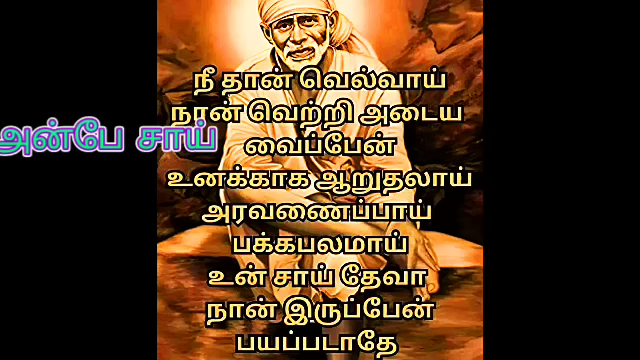 நீ தான் வெல்வாய்
நான் வெற்றி அடைய
வைப்பேன்
உனக்காக ஆறுதலாய்
அரவணைப்பாய்
பக்கபலமாய்
உன் சாய் தேவா
நான் இருப்பேன்
பயப்படாதே
அன்பே சாய்